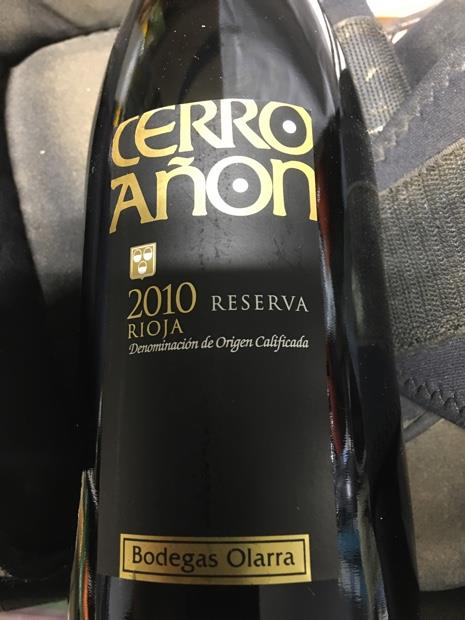 CERRO
AÑON
2010 RESERVA
RIOJA
Denominación de Origen Calificada
Bodegas Olarra